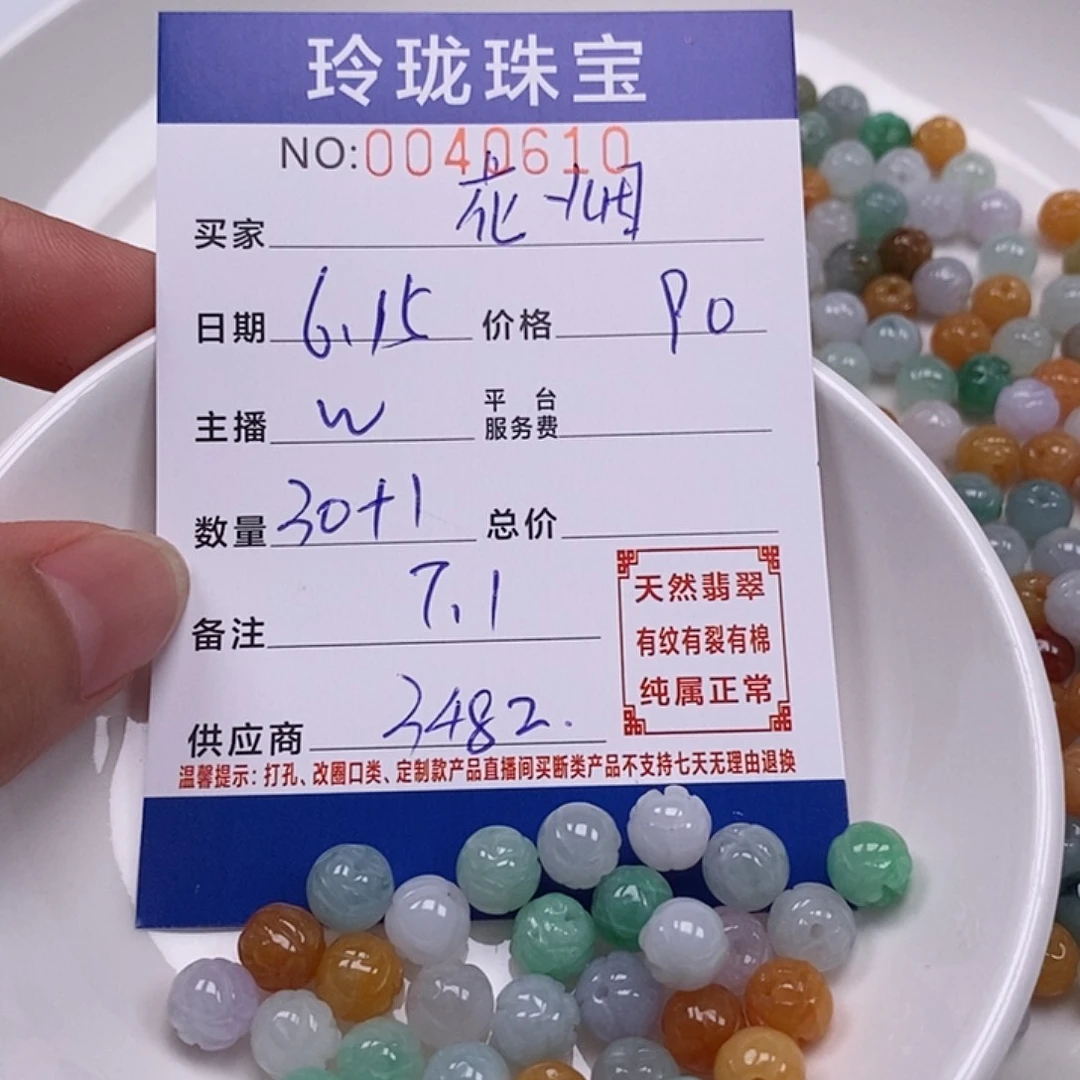 玲珑珠宝
NO:0040610
买家 花烟
日期 6.15 价格 90
主播 W 平台服务费
数量 30+1 总价
备注 7.1
天然翡翠
有纹有裂有棉
纯属正常
供应商 3482.
温馨提示：打孔、改圈口类、定制款产品直播间买断类产品不支持七天无理由退换